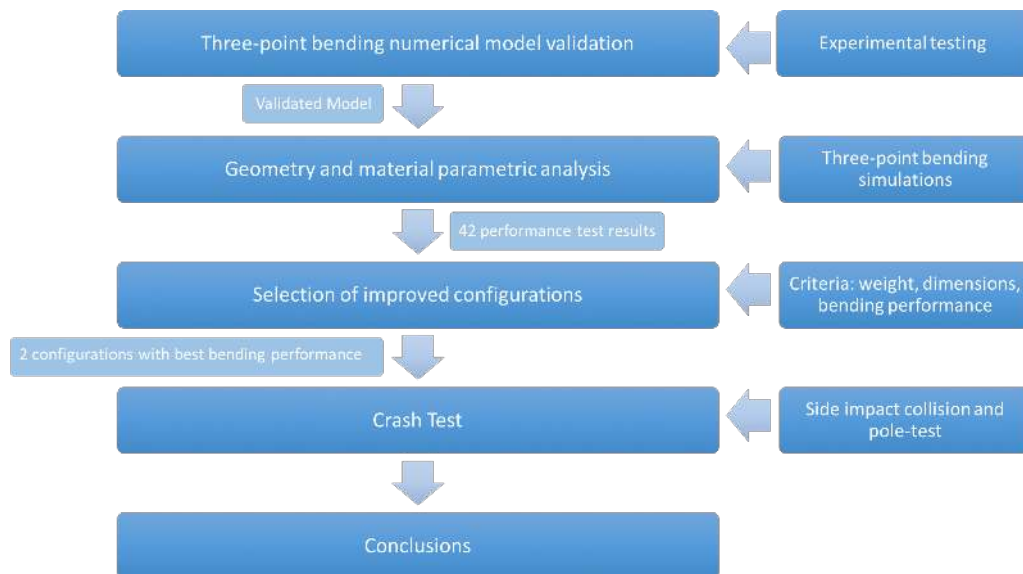 Three-point bending numerical model validation
Experimental testing
Validated Model
Geometry and material parametric analysis
Three-point bending
simulations
42 performance test results
Selection of improved configurations
Criteria: weight, dimensions,
bending performance
2 configurations with best bending performance
Crash Test
Side impact collision and
pole-test
Conclusions